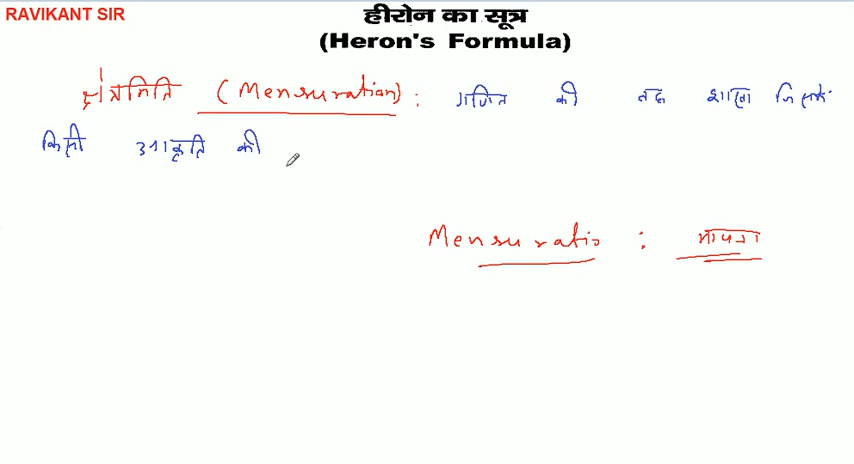 RAVIKANT SIR
हीरोन का सूत्र
(Heron's Formula)
क्षेत्रमिति (Mensuration) : गणित की वह शाखा जिसमें
किसी आकृति की
Mensuratio : मापना